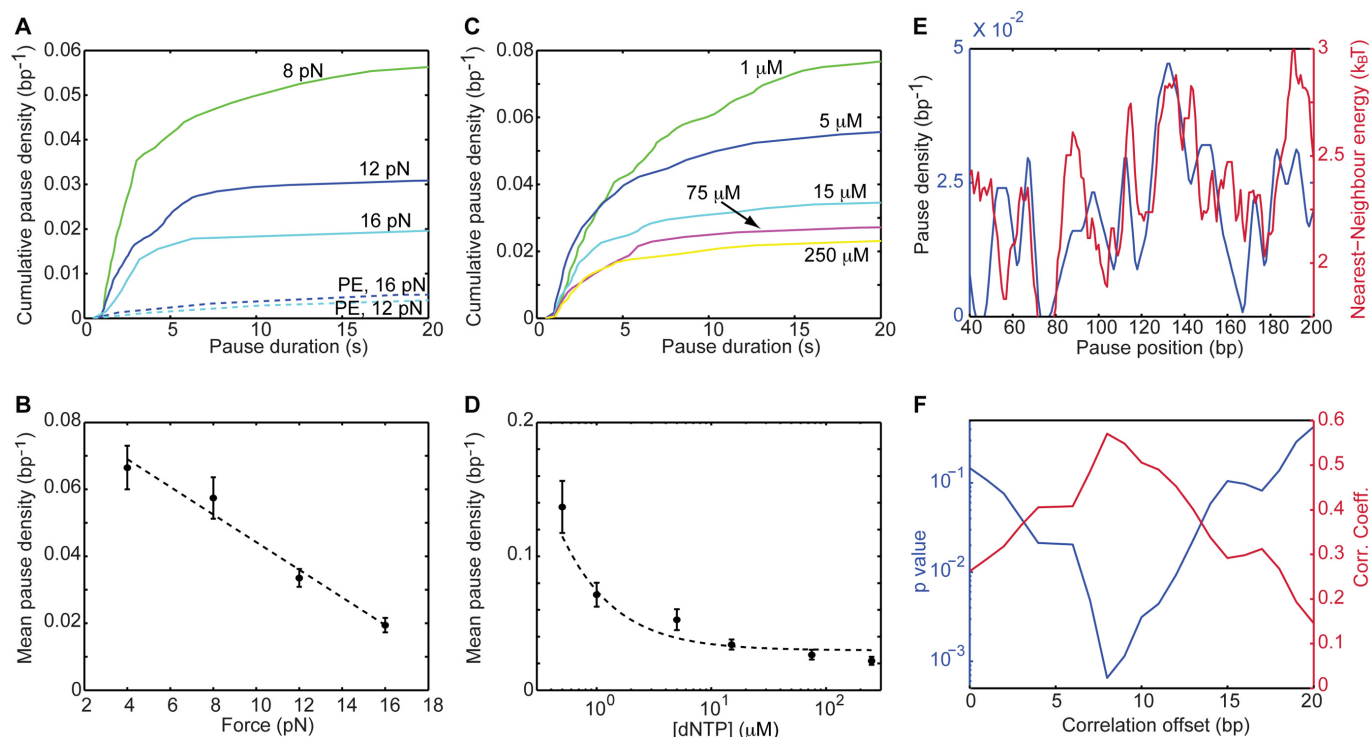 A
Cumulative pause density (bp-1)
0.06
0.05
0.04
0.03
0.02
0.01
0
8 pN
12 pN
16 pN
PE, 16 pN
PE, 12 pN
0 5 10 15 20
Pause duration (s)
C
Cumulative pause density (bp-1)
0.08
0.06
0.04
0.02
0
1 μM
5 μM
75 μM
15 μM
250 μM
0 5 10 15 20
Pause duration (s)
E
X 10-2
Pause density (bp-1)
5
2.5
0
3
2.5
2
Nearest-Neighbour energy (kBT)
40 60 80 100 120 140 160 180 200
Pause position (bp)
B
Mean pause density (bp-1)
0.08
0.06
0.04
0.02
0
2 4 6 8 10 12 14 16 18
Force (pN)
D
Mean pause density (bp-1)
0.2
0.1
0
100 101 102
[dNTP] (μM)
F
p value
10-1
10-2
10-3
0.6
0.5
0.4
0.3
0.2
0.1
0
Corr. Coeff.
0 5 10 15 20
Correlation offset (bp)